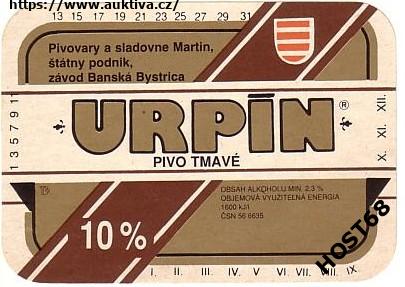 https://www.auktiva.cz/
13 15 17 19 21 23 25 27 29 31
Pivovary a sladovne Martin,
štátny podnik,
závod Banská Bystrica
1 3 5 7 9 11
URPÍN ®
PIVO TMAVÉ
X. XI. XII.
OBSAH ALKOHOLU MIN. 2,3 %
OBJEMOVÁ VYUŽITELNÁ ENERGIA
1600 kJ/l
ČSN 56 6635
10 %
I. II. III. IV. V. VI. VII. VIII. IX.
HOST68